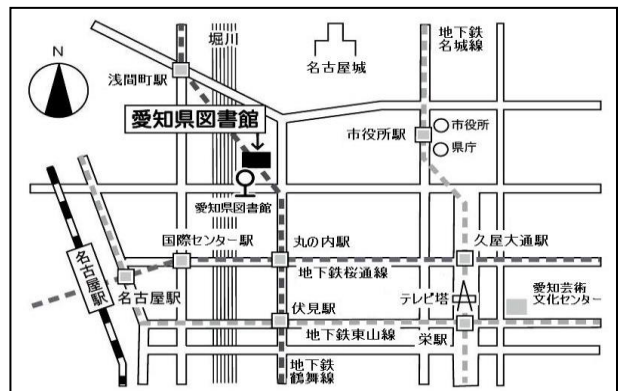 堀川
地下鉄
名城線
N
名古屋城
浅間町駅
愛知県図書館
市役所
市役所駅
県庁
愛知県図書館
国際センター駅
丸の内駅
久屋大通駅
名古屋駅
地下鉄桜通線
名古屋駅
伏見駅
テレビ塔
愛知芸術
文化センター
地下鉄東山線
栄駅
地下鉄
鶴舞線